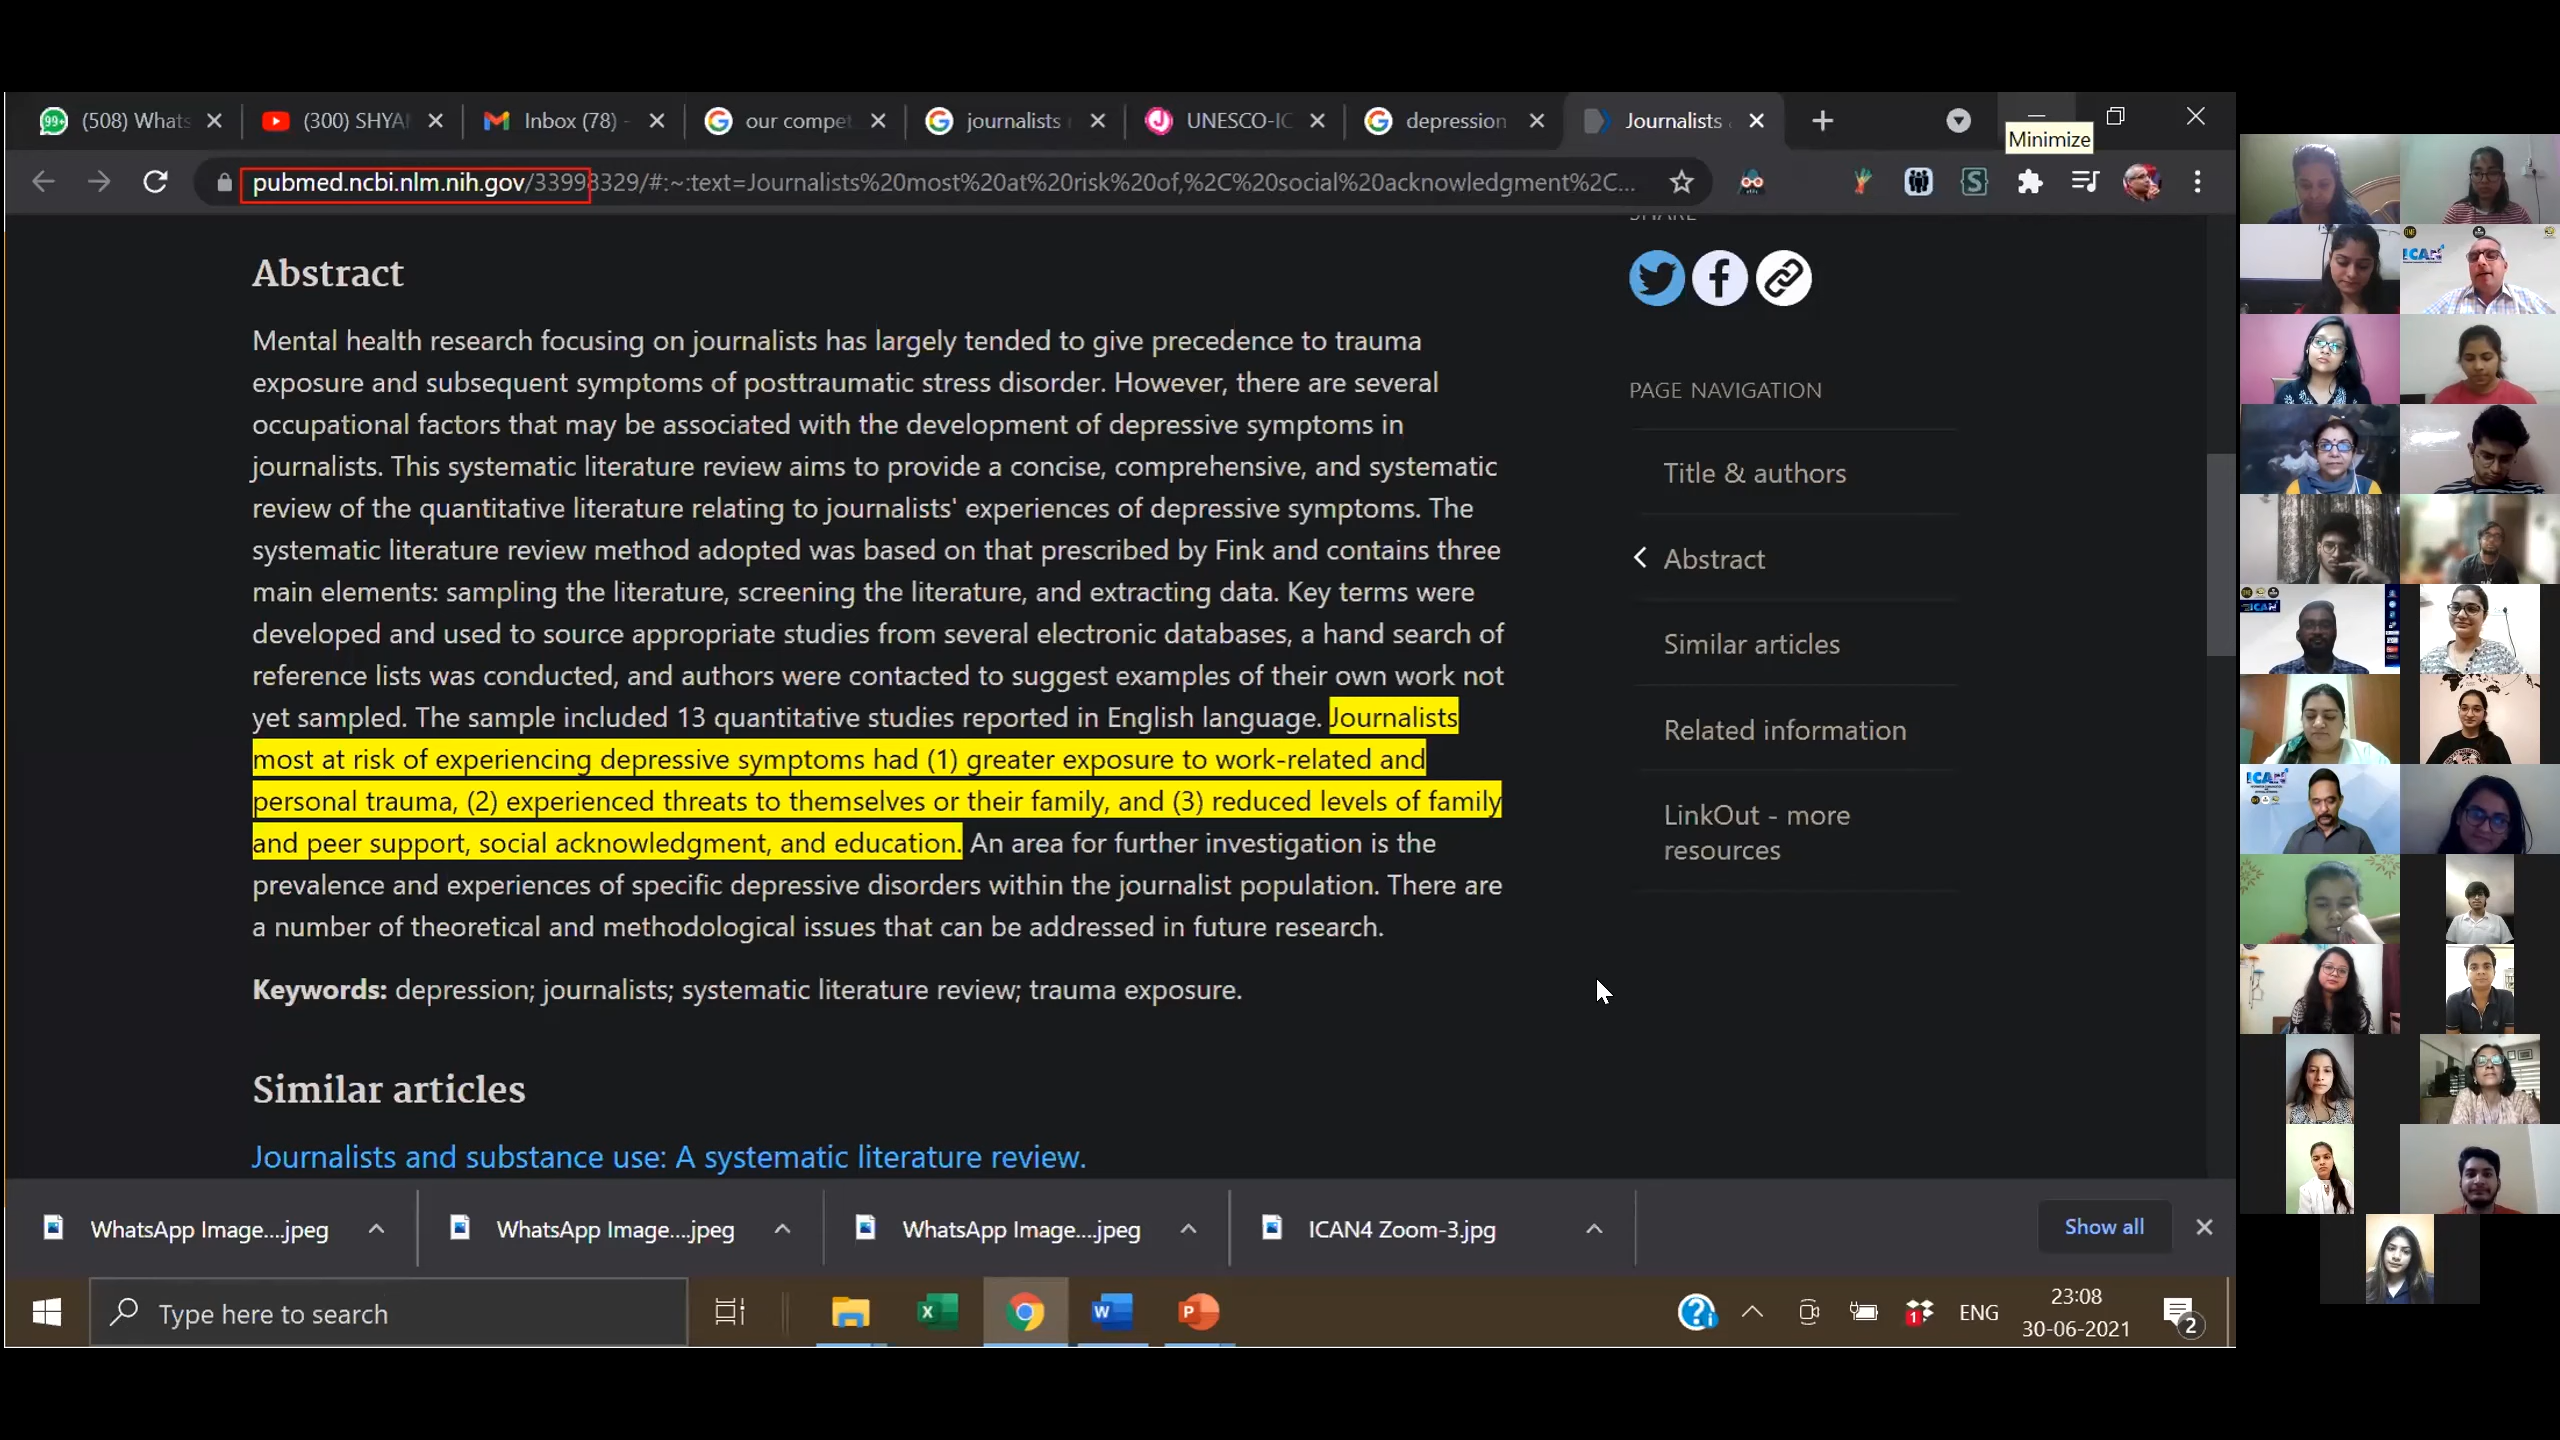 (508) Whats
(300) SHYA
Inbox (78) -
our compet
journalists
UNESCO-IC
depression
Journalists
Minimize
pubmed.ncbi.nlm.nih.gov/33998329/#:~:text=Journalists%20most%20at%20risk%20of,%2C%20social%20acknowledgment%2C...
SHARE
Abstract
Mental health research focusing on journalists has largely tended to give precedence to trauma
exposure and subsequent symptoms of posttraumatic stress disorder. However, there are several
occupational factors that may be associated with the development of depressive symptoms in
journalists. This systematic literature review aims to provide a concise, comprehensive, and systematic
review of the quantitative literature relating to journalists' experiences of depressive symptoms. The
systematic literature review method adopted was based on that prescribed by Fink and contains three
main elements: sampling the literature, screening the literature, and extracting data. Key terms were
developed and used to source appropriate studies from several electronic databases, a hand search of
reference lists was conducted, and authors were contacted to suggest examples of their own work not
yet sampled. The sample included 13 quantitative studies reported in English language. Journalists
most at risk of experiencing depressive symptoms had (1) greater exposure to work-related and
personal trauma, (2) experienced threats to themselves or their family, and (3) reduced levels of family
and peer support, social acknowledgment, and education. An area for further investigation is the
prevalence and experiences of specific depressive disorders within the journalist population. There are
a number of theoretical and methodological issues that can be addressed in future research.
Keywords: depression; journalists; systematic literature review; trauma exposure.
Similar articles
Journalists and substance use: A systematic literature review.
PAGE NAVIGATION
Title & authors
Abstract
Similar articles
Related information
LinkOut - more
resources
WhatsApp Image....jpeg
WhatsApp Image....jpeg
WhatsApp Image....jpeg
ICAN4 Zoom-3.jpg
Show all
Type here to search
ENG
23:08
30-06-2021
2
ICAN
ICAN
ICAN